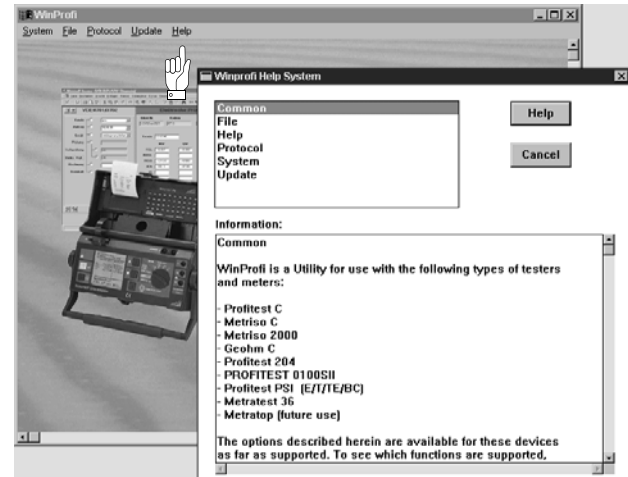 WinProfi
System File Protocol Update Help
Winprofi Help System
Common
File
Help
Protocol
System
Update
Help
Cancel
Information:
Common
WinProfi is a Utility for use with the following types of testers
and meters:
- Profitest C
- Metriso C
- Metriso 2000
- Geohm C
- Profitest 204
- PROFITEST 0100SII
- Profitest PSI (E/T/TE/BC)
- Metratest 36
- Metratop (future use)
The options described herein are available for these devices
as far as supported. To see which functions are supported,